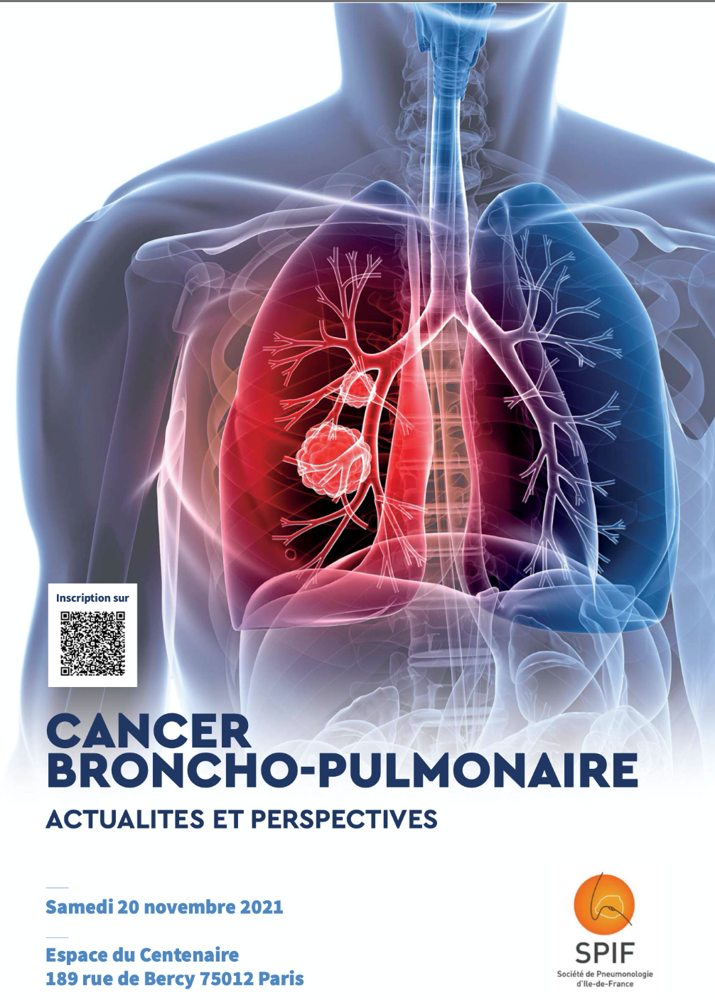 Inscription sur
CANCER
BRONCHO-PULMONAIRE
ACTUALITES ET PERSPECTIVES
Samedi 20 novembre 2021
Espace du Centenaire
189 rue de Bercy 75012 Paris
SPIF
Société de Pneumonologie
d'Ile-de-France